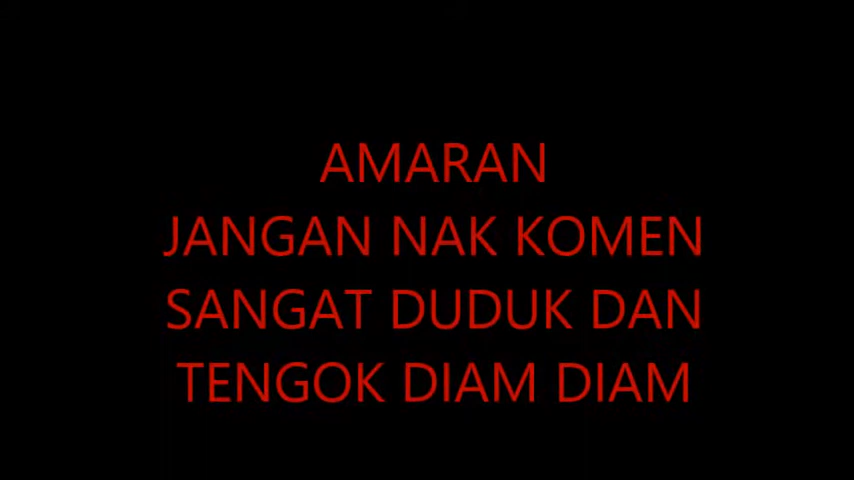 AMARAN
JANGAN NAK KOMEN
SANGAT DUDUK DAN
TENGOK DIAM DIAM